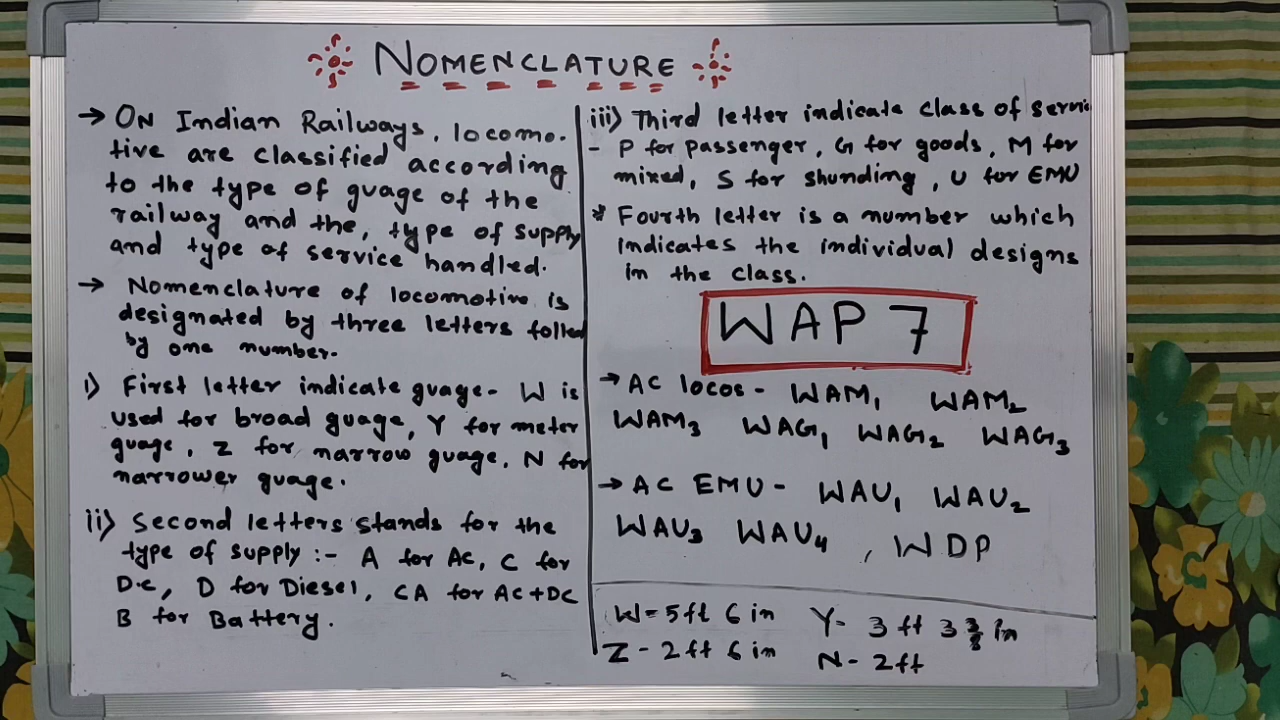 NOMENCLATURE
→ ON Indian Railways, locomo-
tive are classified according
to the type of guage of the
railway and the, type of supply
and type of service handled.
→ Nomenclature of locomotive is
designated by three letters follwd
by one number.
i) First letter indicate guage- W is
used for broad guage, Y for meter
guage, Z for narrow guage, N for
narrower guage.
ii) Second letters stands for the
type of supply :- A for AC, C for
DC, D for Diesel, CA for AC+DC
B for Battery.
iii) Third letter indicate class of servic
- P for passenger, G for goods, M for
mixed, S for shunding, U for EMU
* Fourth letter is a number which
indicates the individual designs
in the class.
WAP 7
→ AC locos - WAM₁ WAM₂
WAM₃ WAG₁ WAG₂ WAG₃
→ AC EMU - WAU₁ WAU₂
WAU₃ WAU₄ , WDP
W = 5ft 6 in Y- 3 ft 3 3/8 in
Z - 2 ft 6 in N- 2ft